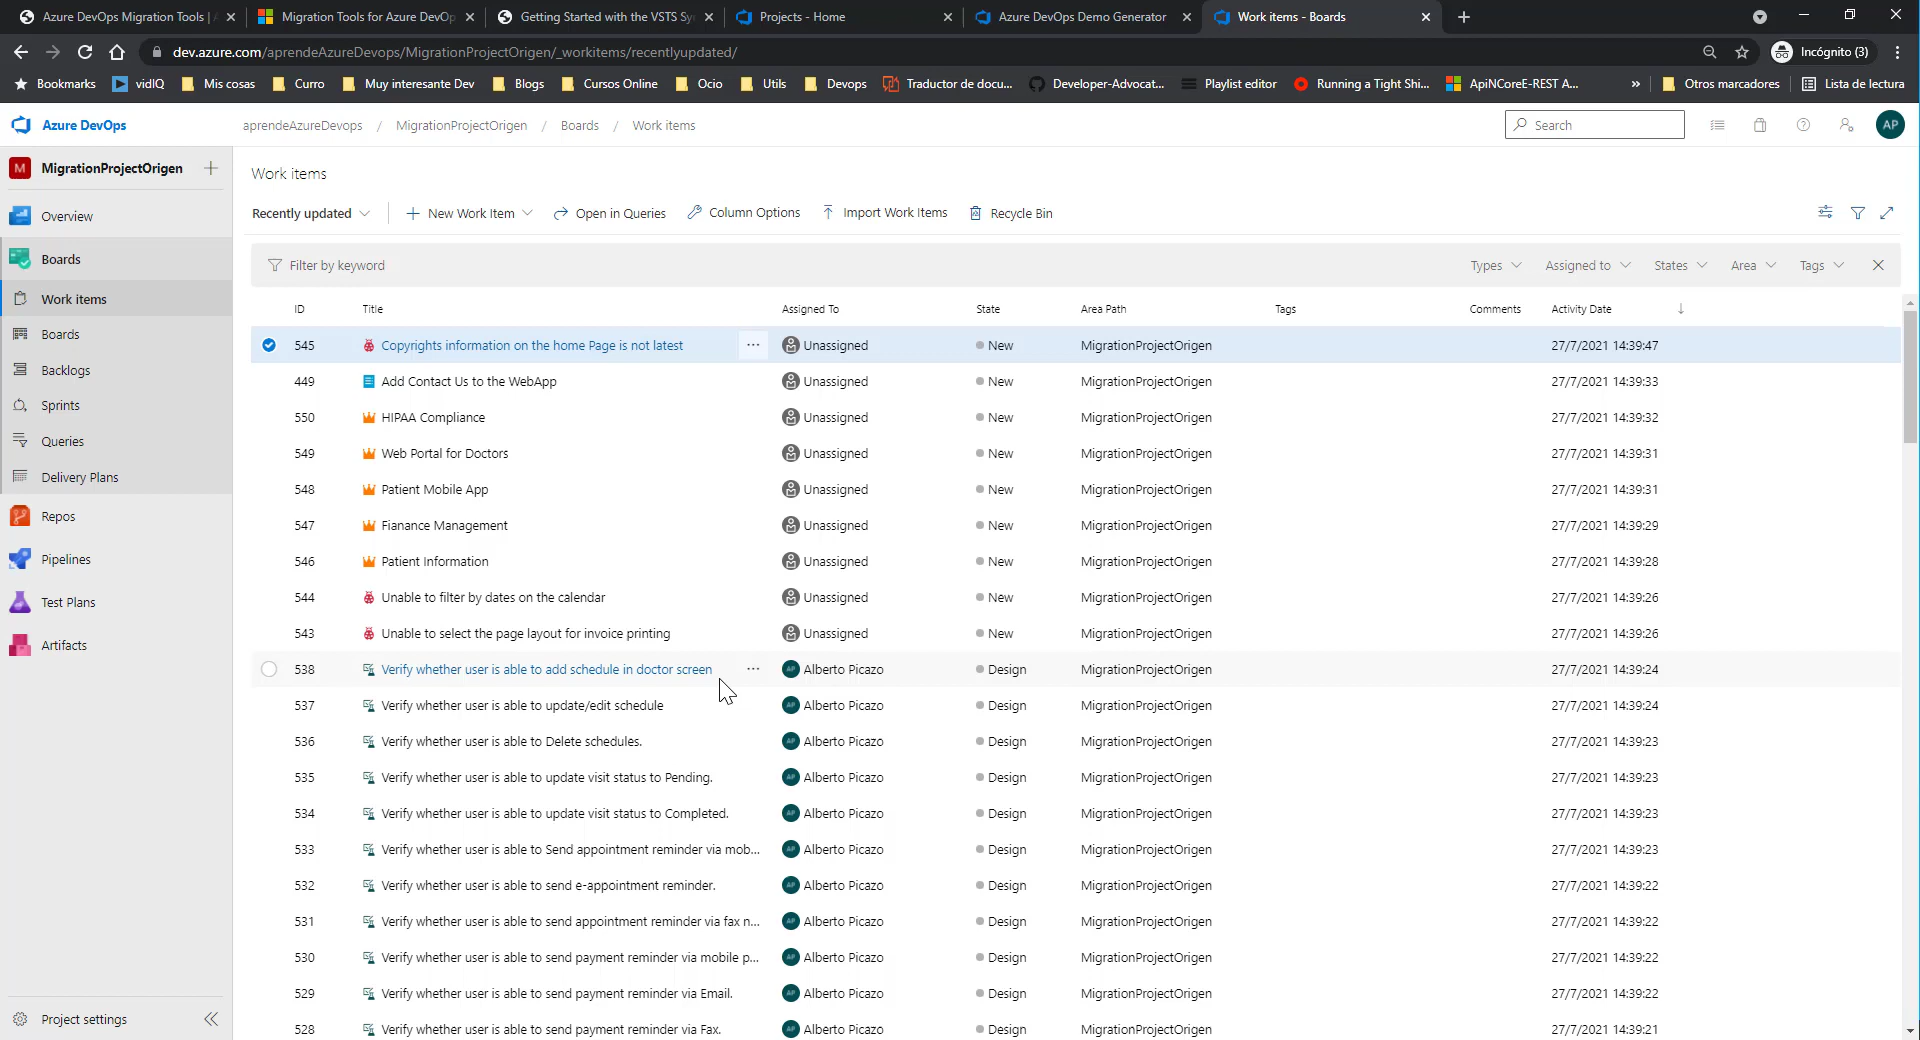 Azure DevOps Migration Tools |
Migration Tools for Azure DevOp
Getting Started with the VSTS Sy
Projects - Home
Azure DevOps Demo Generator
Work items - Boards
dev.azure.com/aprendeAzureDevops/MigrationProjectOrigen/_workitems/recentlyupdated/
Incógnito (3)
Bookmarks
vidIQ
Mis cosas
Curro
Muy interesante Dev
Blogs
Cursos Online
Ocio
Utils
Devops
Traductor de docu...
Developer-Advocat...
Playlist editor
Running a Tight Shi...
ApiNCoreE-REST A...
»
Otros marcadores
Lista de lectura
Azure DevOps
aprendeAzureDevops / MigrationProjectOrigen / Boards / Work items
Search
AP
M MigrationProjectOrigen
Overview
Boards
Work items
Boards
Backlogs
Sprints
Queries
Delivery Plans
Repos
Pipelines
Test Plans
Artifacts
Project settings
Work items
Recently updated
New Work Item
Open in Queries
Column Options
Import Work Items
Recycle Bin
Filter by keyword
Types
Assigned to
States
Area
Tags
ID Title Assigned To State Area Path Tags Comments Activity Date
545 Copyrights information on the home Page is not latest ... Unassigned New MigrationProjectOrigen 27/7/2021 14:39:47
449 Add Contact Us to the WebApp Unassigned New MigrationProjectOrigen 27/7/2021 14:39:33
550 HIPAA Compliance Unassigned New MigrationProjectOrigen 27/7/2021 14:39:32
549 Web Portal for Doctors Unassigned New MigrationProjectOrigen 27/7/2021 14:39:31
548 Patient Mobile App Unassigned New MigrationProjectOrigen 27/7/2021 14:39:31
547 Fianance Management Unassigned New MigrationProjectOrigen 27/7/2021 14:39:29
546 Patient Information Unassigned New MigrationProjectOrigen 27/7/2021 14:39:28
544 Unable to filter by dates on the calendar Unassigned New MigrationProjectOrigen 27/7/2021 14:39:26
543 Unable to select the page layout for invoice printing Unassigned New MigrationProjectOrigen 27/7/2021 14:39:26
538 Verify whether user is able to add schedule in doctor screen ... AP Alberto Picazo Design MigrationProjectOrigen 27/7/2021 14:39:24
537 Verify whether user is able to update/edit schedule AP Alberto Picazo Design MigrationProjectOrigen 27/7/2021 14:39:24
536 Verify whether user is able to Delete schedules. AP Alberto Picazo Design MigrationProjectOrigen 27/7/2021 14:39:23
535 Verify whether user is able to update visit status to Pending. AP Alberto Picazo Design MigrationProjectOrigen 27/7/2021 14:39:23
534 Verify whether user is able to update visit status to Completed. AP Alberto Picazo Design MigrationProjectOrigen 27/7/2021 14:39:23
533 Verify whether user is able to Send appointment reminder via mob... AP Alberto Picazo Design MigrationProjectOrigen 27/7/2021 14:39:23
532 Verify whether user is able to send e-appointment reminder. AP Alberto Picazo Design MigrationProjectOrigen 27/7/2021 14:39:22
531 Verify whether user is able to send appointment reminder via fax n... AP Alberto Picazo Design MigrationProjectOrigen 27/7/2021 14:39:22
530 Verify whether user is able to send payment reminder via mobile p... AP Alberto Picazo Design MigrationProjectOrigen 27/7/2021 14:39:22
529 Verify whether user is able to send payment reminder via Email. AP Alberto Picazo Design MigrationProjectOrigen 27/7/2021 14:39:22
528 Verify whether user is able to send payment reminder via Fax. AP Alberto Picazo Design MigrationProjectOrigen 27/7/2021 14:39:21